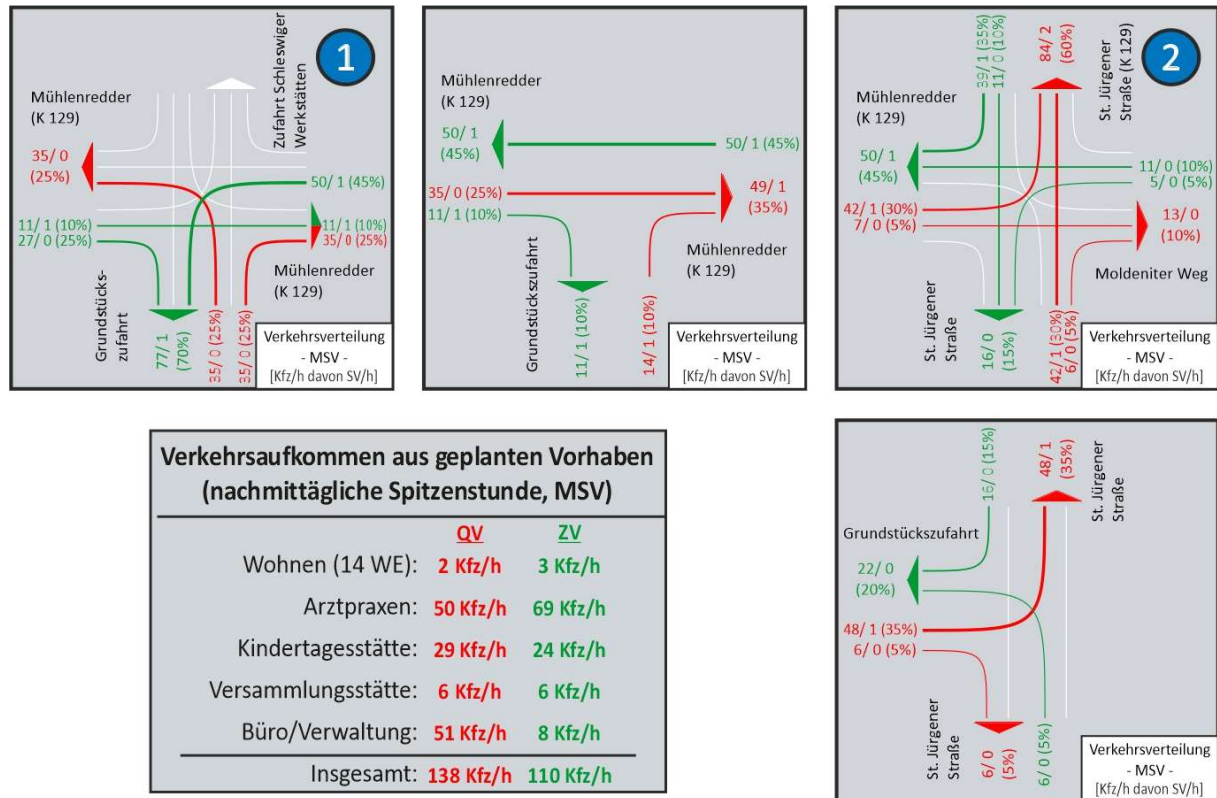 1
Mühlenredder
(K 129)
Zufahrt Schleswiger
Werkstätten
35/ 0
(25%)
50/ 1 (45%)
11/ 1 (10%)
27/ 0 (25%)
11/ 1 (10%)
35/ 0 (25%)
Mühlenredder
(K 129)
Grundstücks-
zufahrt
77/ 1
(70%)
35/ 0 (25%)
35/ 0 (25%)
Verkehrsverteilung
- MSV -
[Kfz/h davon SV/h]
Mühlenredder
(K 129)
50/ 1
(45%)
50/ 1 (45%)
35/ 0 (25%)
11/ 1 (10%)
49/ 1
(35%)
Mühlenredder
(K 129)
Grundstückszufahrt
11/ 1 (10%)
14/ 1 (10%)
Verkehrsverteilung
- MSV -
[Kfz/h davon SV/h]
2
39/ 1 (35%)
11/ 0 (10%)
84/ 2
(60%)
St. Jürgener
Straße (K 129)
Mühlenredder
(K 129)
50/ 1
(45%)
11/ 0 (10%)
5/ 0 (5%)
42/ 1 (30%)
7/ 0 (5%)
13/ 0
(10%)
Moldeniter Weg
St. Jürgener
Straße
16/ 0
(15%)
42/ 1 (30%)
6/ 0 (5%)
Verkehrsverteilung
- MSV -
[Kfz/h davon SV/h]
Verkehrsaufkommen aus geplanten Vorhaben
(nachmittägliche Spitzenstunde, MSV)
QV ZV
Wohnen (14 WE): 2 Kfz/h 3 Kfz/h
Arztpraxen: 50 Kfz/h 69 Kfz/h
Kindertagesstätte: 29 Kfz/h 24 Kfz/h
Versammlungsstätte: 6 Kfz/h 6 Kfz/h
Büro/Verwaltung: 51 Kfz/h 8 Kfz/h
Insgesamt: 138 Kfz/h 110 Kfz/h
16/ 0 (15%)
48/ 1
(35%)
St. Jürgener
Straße
Grundstückszufahrt
22/ 0
(20%)
48/ 1 (35%)
6/ 0 (5%)
St. Jürgener
Straße
6/ 0
(5%)
6/ 0 (5%)
Verkehrsverteilung
- MSV -
[Kfz/h davon SV/h]